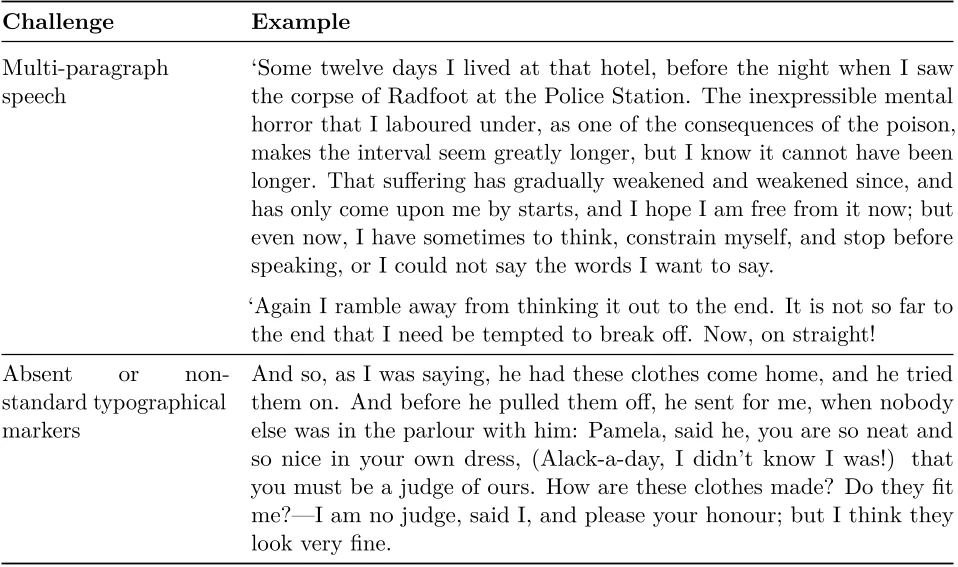 Challenge Example
Multi-paragraph speech
‘Some twelve days I lived at that hotel, before the night when I saw
the corpse of Radfoot at the Police Station. The inexpressible mental
horror that I laboured under, as one of the consequences of the poison,
makes the interval seem greatly longer, but I know it cannot have been
longer. That suffering has gradually weakened and weakened since, and
has only come upon me by starts, and I hope I am free from it now; but
even now, I have sometimes to think, constrain myself, and stop before
speaking, or I could not say the words I want to say.
‘Again I ramble away from thinking it out to the end. It is not so far to
the end that I need be tempted to break off. Now, on straight!
Absent or non-
standard typographical
markers
And so, as I was saying, he had these clothes come home, and he tried
them on. And before he pulled them off, he sent for me, when nobody
else was in the parlour with him: Pamela, said he, you are so neat and
so nice in your own dress, (Alack-a-day, I didn’t know I was!) that
you must be a judge of ours. How are these clothes made? Do they fit
me?—I am no judge, said I, and please your honour; but I think they
look very fine.